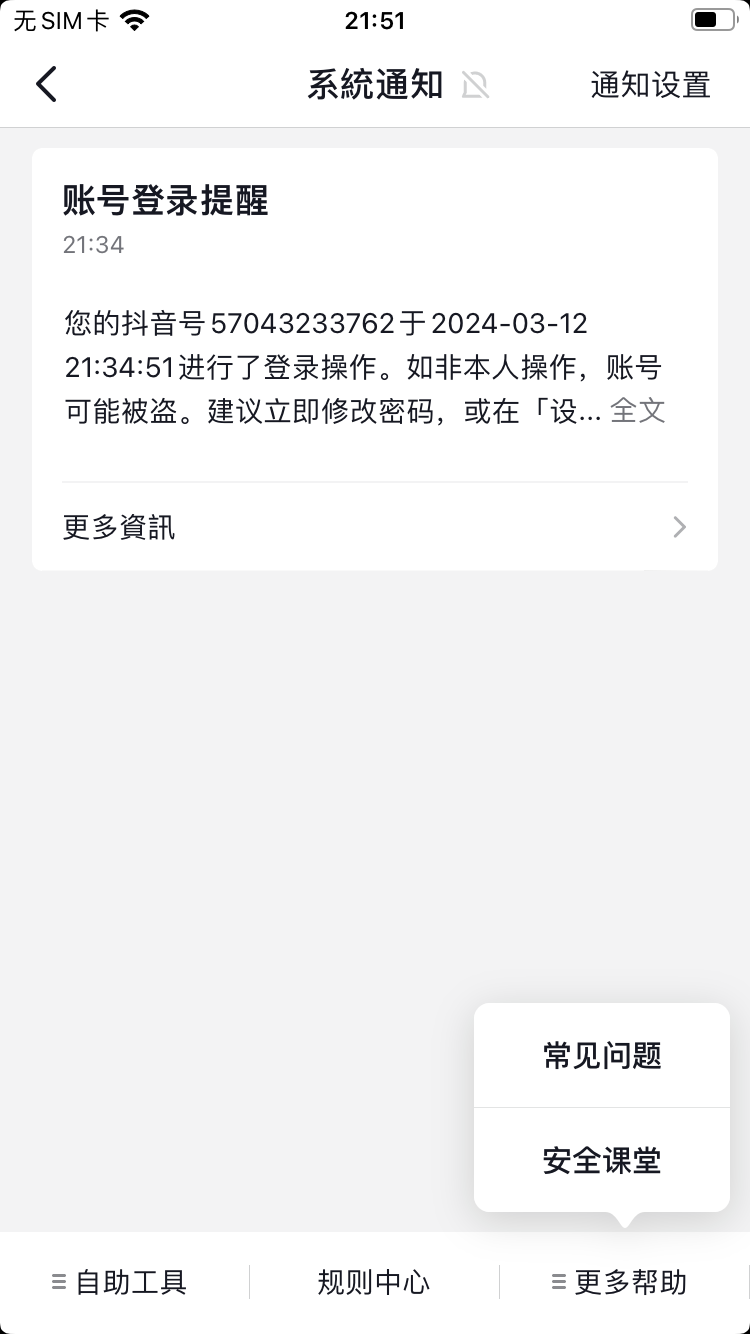 无SIM卡 21:51
系統通知 通知设置
账号登录提醒
21:34
您的抖音号57043233762于2024-03-12
21:34:51进行了登录操作。如非本人操作，账号
可能被盗。建议立即修改密码，或在「设... 全文
更多資訊
常见问题
安全课堂
自助工具 规则中心 更多帮助